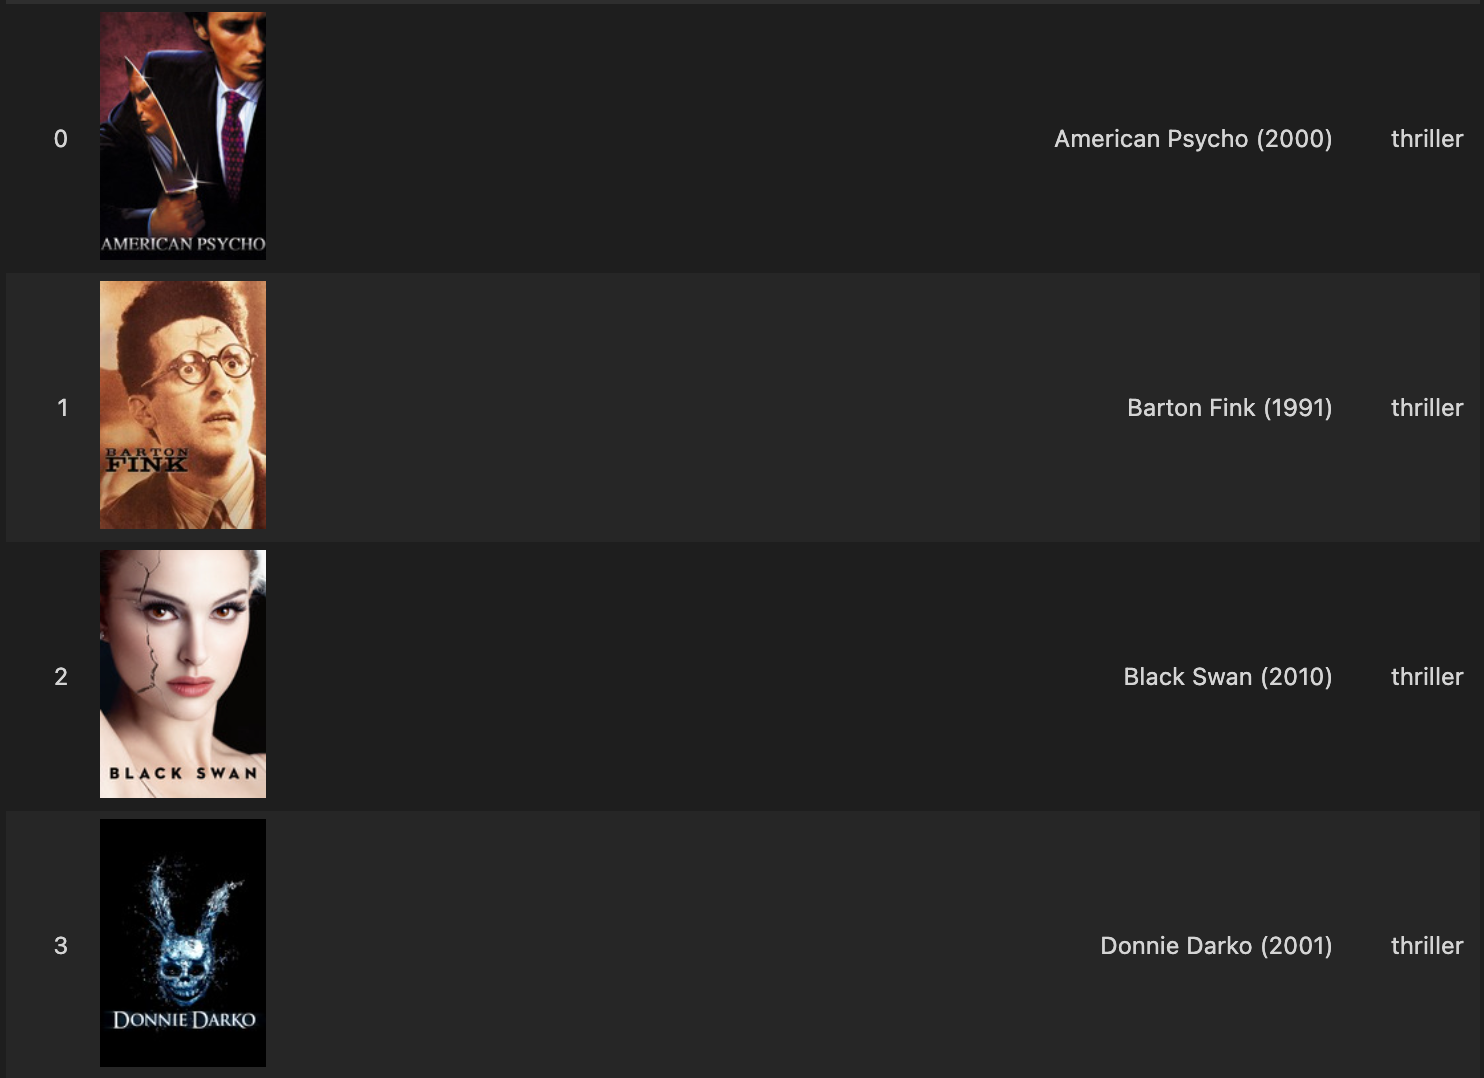 0
AMERICAN PSYCHO
American Psycho (2000) thriller
1
BARTON
FINK
Barton Fink (1991) thriller
2
BLACK SWAN
Black Swan (2010) thriller
3
DONNIE DARKO
Donnie Darko (2001) thriller